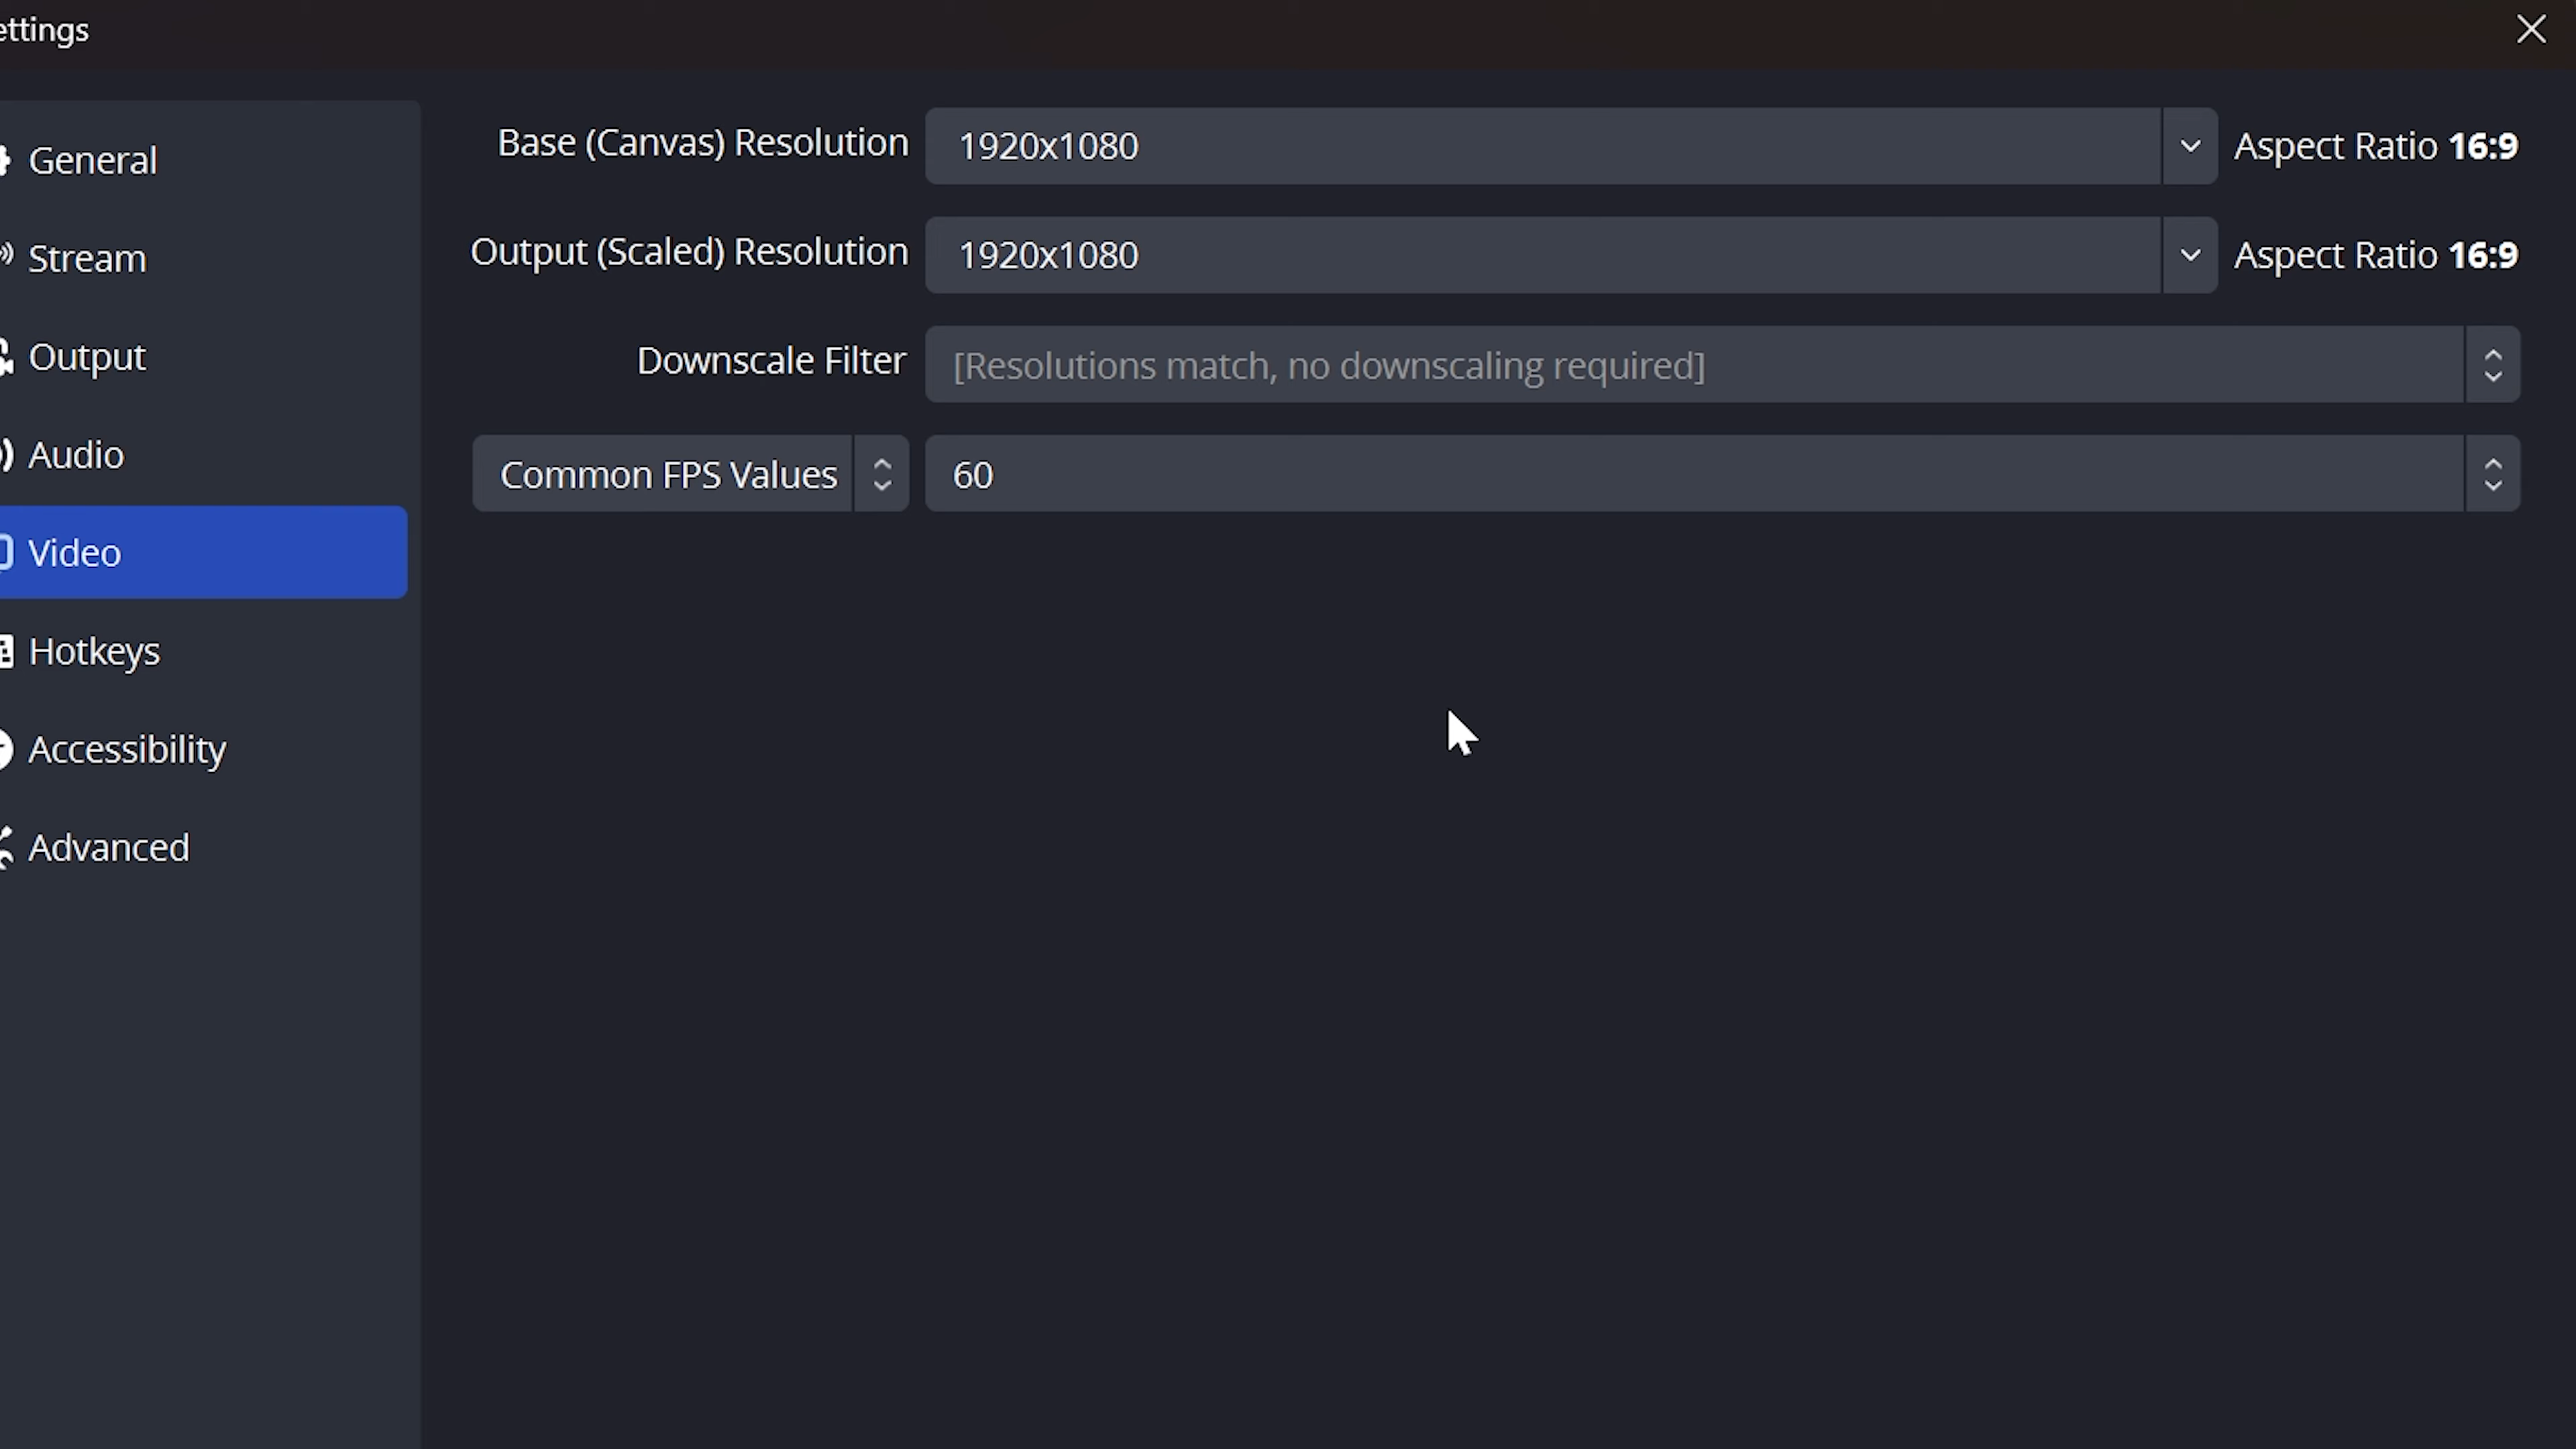 ettings
General
Stream
Output
Audio
Video
Hotkeys
Accessibility
Advanced
Base (Canvas) Resolution 1920x1080 Aspect Ratio 16:9
Output (Scaled) Resolution 1920x1080 Aspect Ratio 16:9
Downscale Filter [Resolutions match, no downscaling required]
Common FPS Values 60